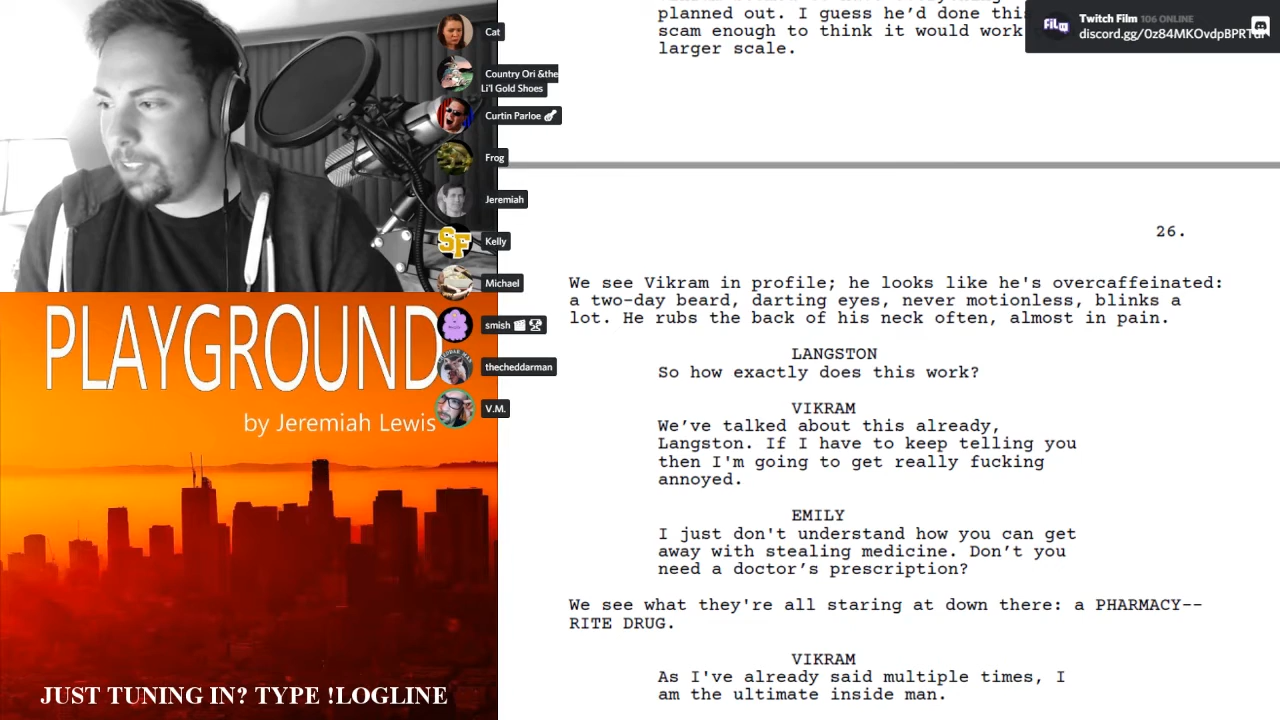 planned out. I guess he'd done this
scam enough to think it would work
larger scale.
Twitch Film 106 ONLINE
Cat
Country Ori &the
Li'l Gold Shoes
Curtin Parloe
Frog
Jeremiah
SF
Kelly
Michael
smish
thecheddarman
V.M.
PLAYGROUND
by Jeremiah Lewis
JUST TUNING IN? TYPE !LOGLINE
26.
We see Vikram in profile; he looks like he's overcaffeinated:
a two-day beard, darting eyes, never motionless, blinks a
lot. He rubs the back of his neck often, almost in pain.
LANGSTON
So how exactly does this work?
VIKRAM
We've talked about this already,
Langston. If I have to keep telling you
then I'm going to get really fucking
annoyed.
EMILY
I just don't understand how you can get
away with stealing medicine. Don't you
need a doctor's prescription?
We see what they're all staring at down there: a PHARMACY--
RITE DRUG.
VIKRAM
As I've already said multiple times, I
am the ultimate inside man.